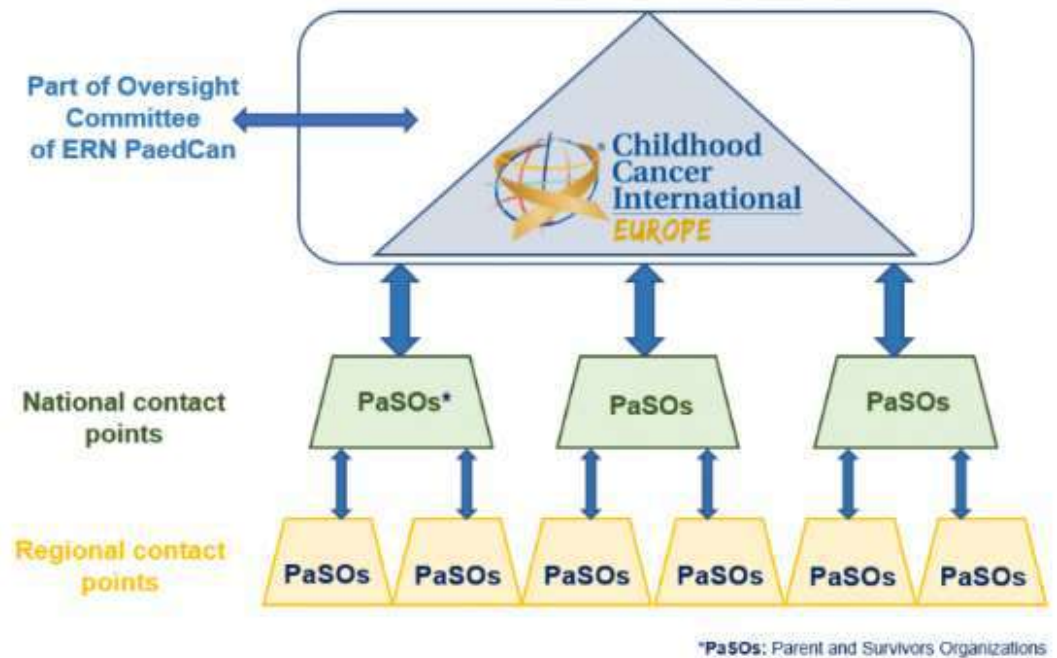 Part of Oversight
Committee
of ERN PaedCan
Childhood
Cancer
International
EUROPE
National contact
points
PaSOs*
PaSOs
PaSOs
Regional contact
points
PaSOs
PaSOs
PaSOs
PaSOs
PaSOs
PaSOs
*PaSOs: Parent and Survivors Organizations